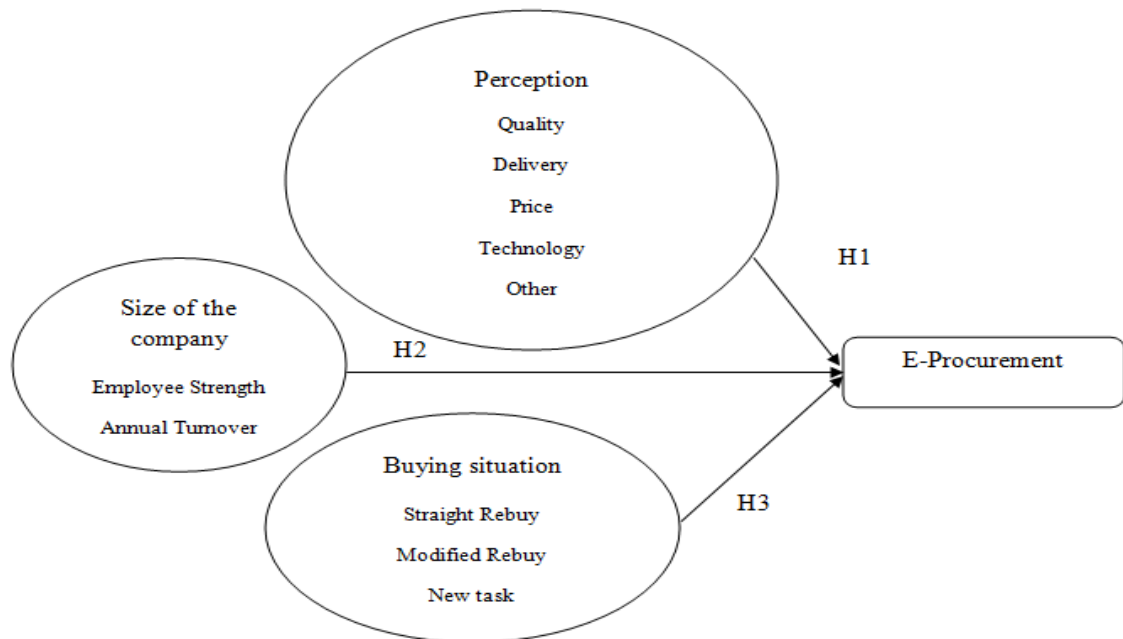 Perception
Quality
Delivery
Price
Technology
Other
H1
Size of the
company
Employee Strength
Annual Turnover
H2
E-Procurement
Buying situation
Straight Rebuy
Modified Rebuy
New task
H3